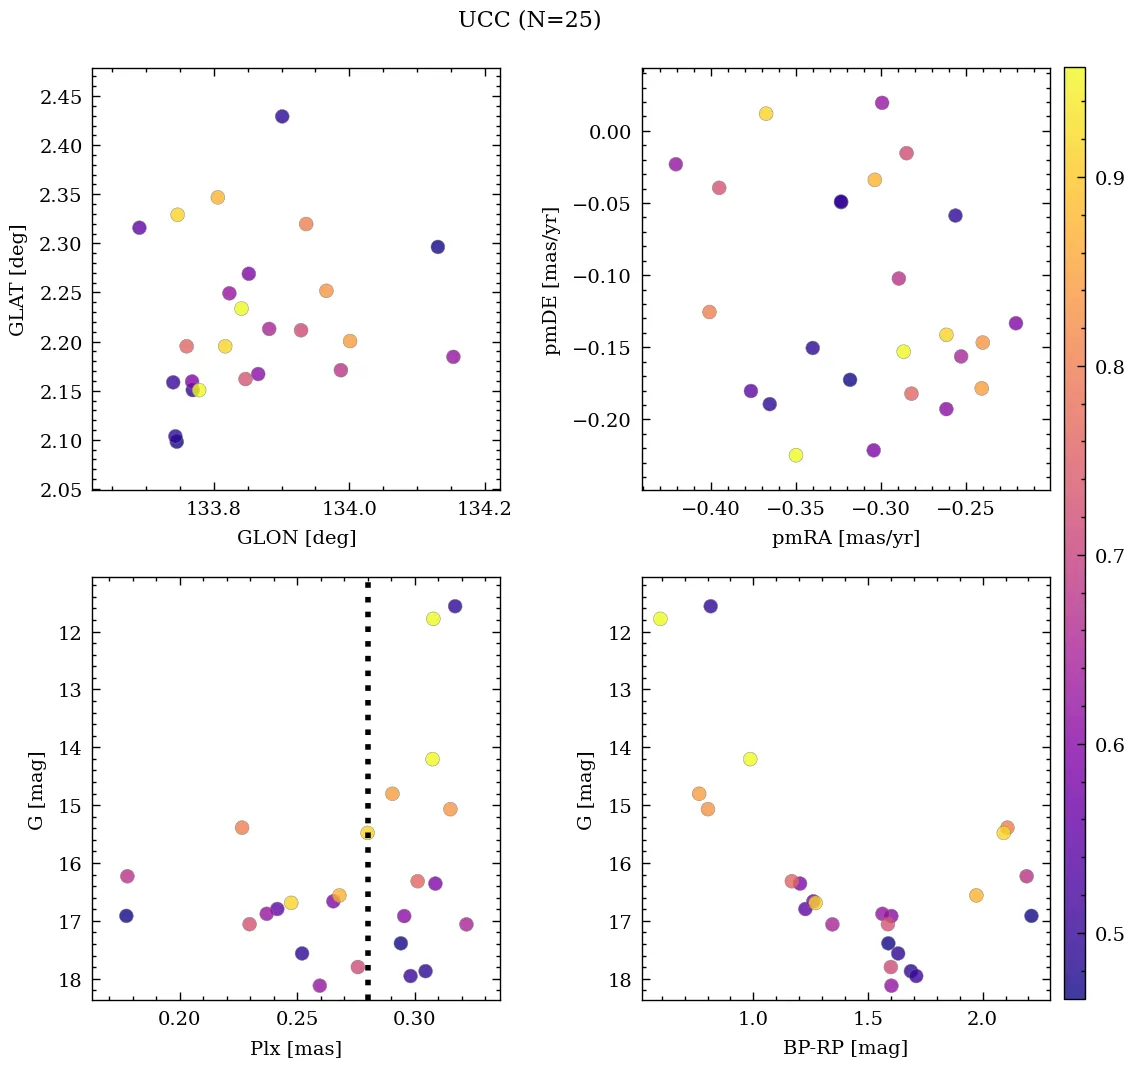 UCC (N=25)
2.45
2.40
2.35
2.30
2.25
2.20
2.15
2.10
2.05
GLAT [deg]
133.8 134.0 134.2
GLON [deg]
0.00
−0.05
−0.10
−0.15
−0.20
pmDE [mas/yr]
−0.40 −0.35 −0.30 −0.25
pmRA [mas/yr]
12
13
14
15
16
17
18
G [mag]
0.20 0.25 0.30
Plx [mas]
12
13
14
15
16
17
18
G [mag]
1.0 1.5 2.0
BP-RP [mag]
0.9
0.8
0.7
0.6
0.5